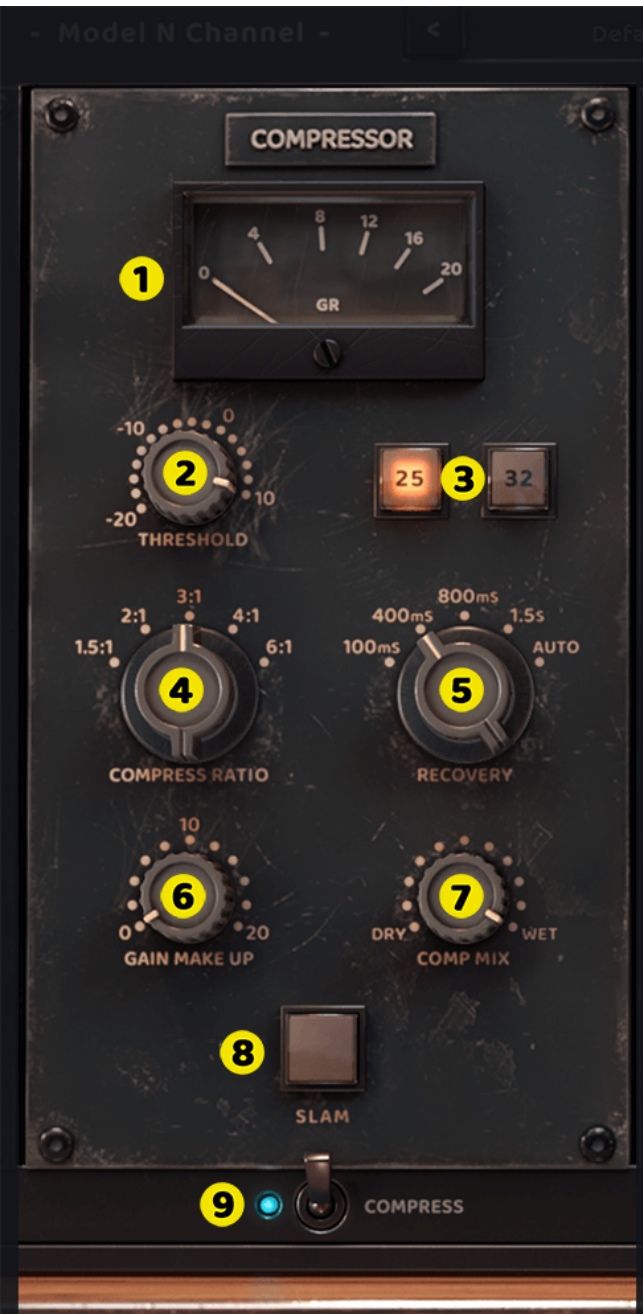 - Model N Channel - < Defa
COMPRESSOR
0 4 8 12 16 20
1
GR
-10 0
2 25 3 32
-20 10
THRESHOLD
3:1 800ms
2:1 4:1 400ms 1.5s
1.5:1 6:1 100ms AUTO
4 5
COMPRESS RATIO RECOVERY
10
6 7
0 20 DRY WET
GAIN MAKE UP COMP MIX
8
SLAM
9 COMPRESS